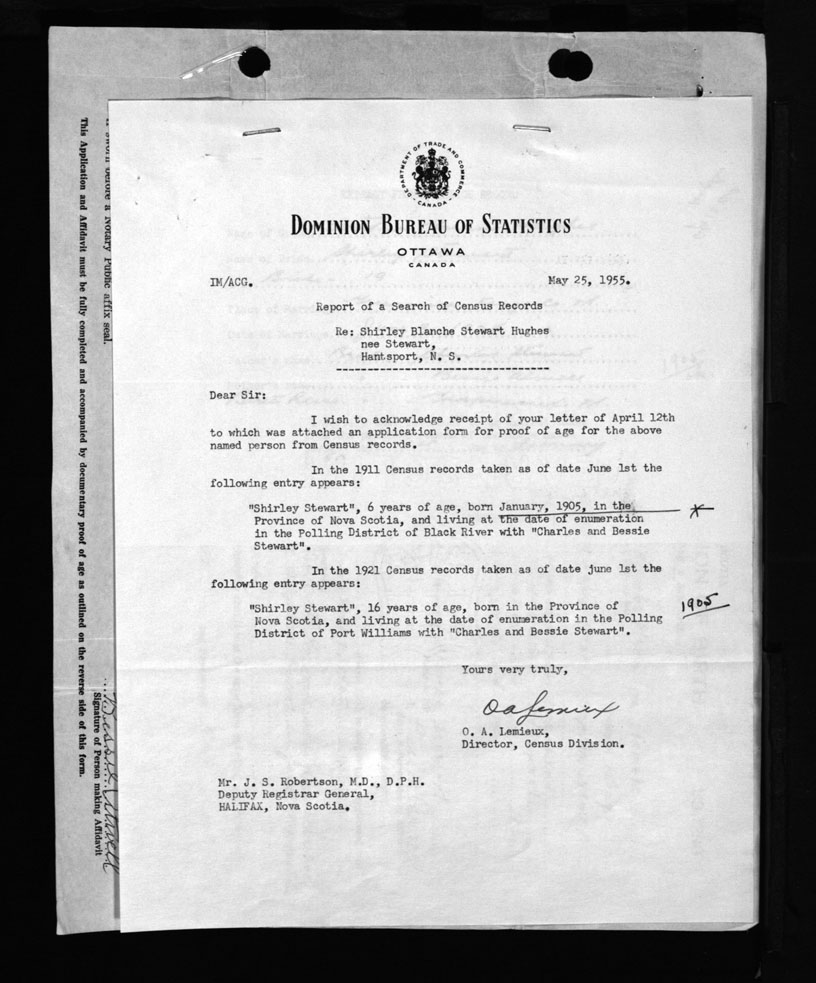 DEPARTMENT OF TRADE AND COMMERCE
- CANADA -
DOMINION BUREAU OF STATISTICS
OTTAWA
CANADA
IM/ACG.
May 25, 1955.
Report of a Search of Census Records
Re: Shirley Blanche Stewart Hughes
nee Stewart,
Hantsport, N. S.
Dear Sir:
I wish to acknowledge receipt of your letter of April 12th
to which was attached an application form for proof of age for the above
named person from Census records.
In the 1911 Census records taken as of date June 1st the
following entry appears:
"Shirley Stewart", 6 years of age, born January, 1905, in the
Province of Nova Scotia, and living at the date of enumeration
in the Polling District of Black River with "Charles and Bessie
Stewart".
In the 1921 Census records taken as of date june 1st the
following entry appears:
"Shirley Stewart", 16 years of age, born in the Province of
Nova Scotia, and living at the date of enumeration in the Polling
District of Port Williams with "Charles and Bessie Stewart".
1905
Yours very truly,
O A Lemieux
O. A. Lemieux,
Director, Census Division.
Mr. J. S. Robertson, M.D., D.P.H.
Deputy Registrar General,
HALIFAX, Nova Scotia.
sworn before a Notary Public affix seal.
This Application and Affidavit must be fully completed and accompanied by documentary proof of age as outlined on the reverse side of this form.
Bessie Stewart
Signature of Person making Affidavit